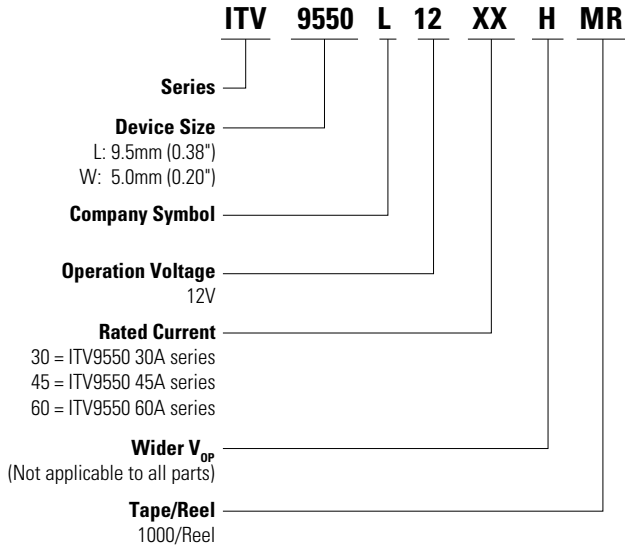 ITV 9550 L 12 XX H MR
Series
Device Size
L: 9.5mm (0.38")
W: 5.0mm (0.20")
Company Symbol
Operation Voltage
12V
Rated Current
30 = ITV9550 30A series
45 = ITV9550 45A series
60 = ITV9550 60A series
Wider VOP
(Not applicable to all parts)
Tape/Reel
1000/Reel